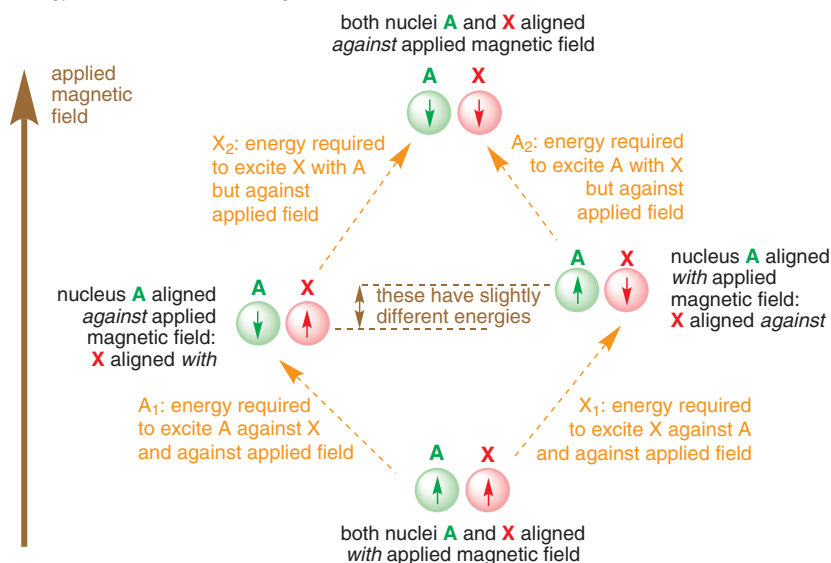 both nuclei A and X aligned
against applied magnetic field
A X
applied
magnetic
field
X₂: energy required
to excite X with A
but against
applied field
A₂: energy required
to excite A with X
but against
applied field
nucleus A aligned
against applied
magnetic field:
X aligned with
A X
these have slightly
different energies
A X
nucleus A aligned
with applied
magnetic field:
X aligned against
A₁: energy required
to excite A against X
and against applied field
X₁: energy required
to excite X against A
and against applied field
A X
both nuclei A and X aligned
with applied magnetic field